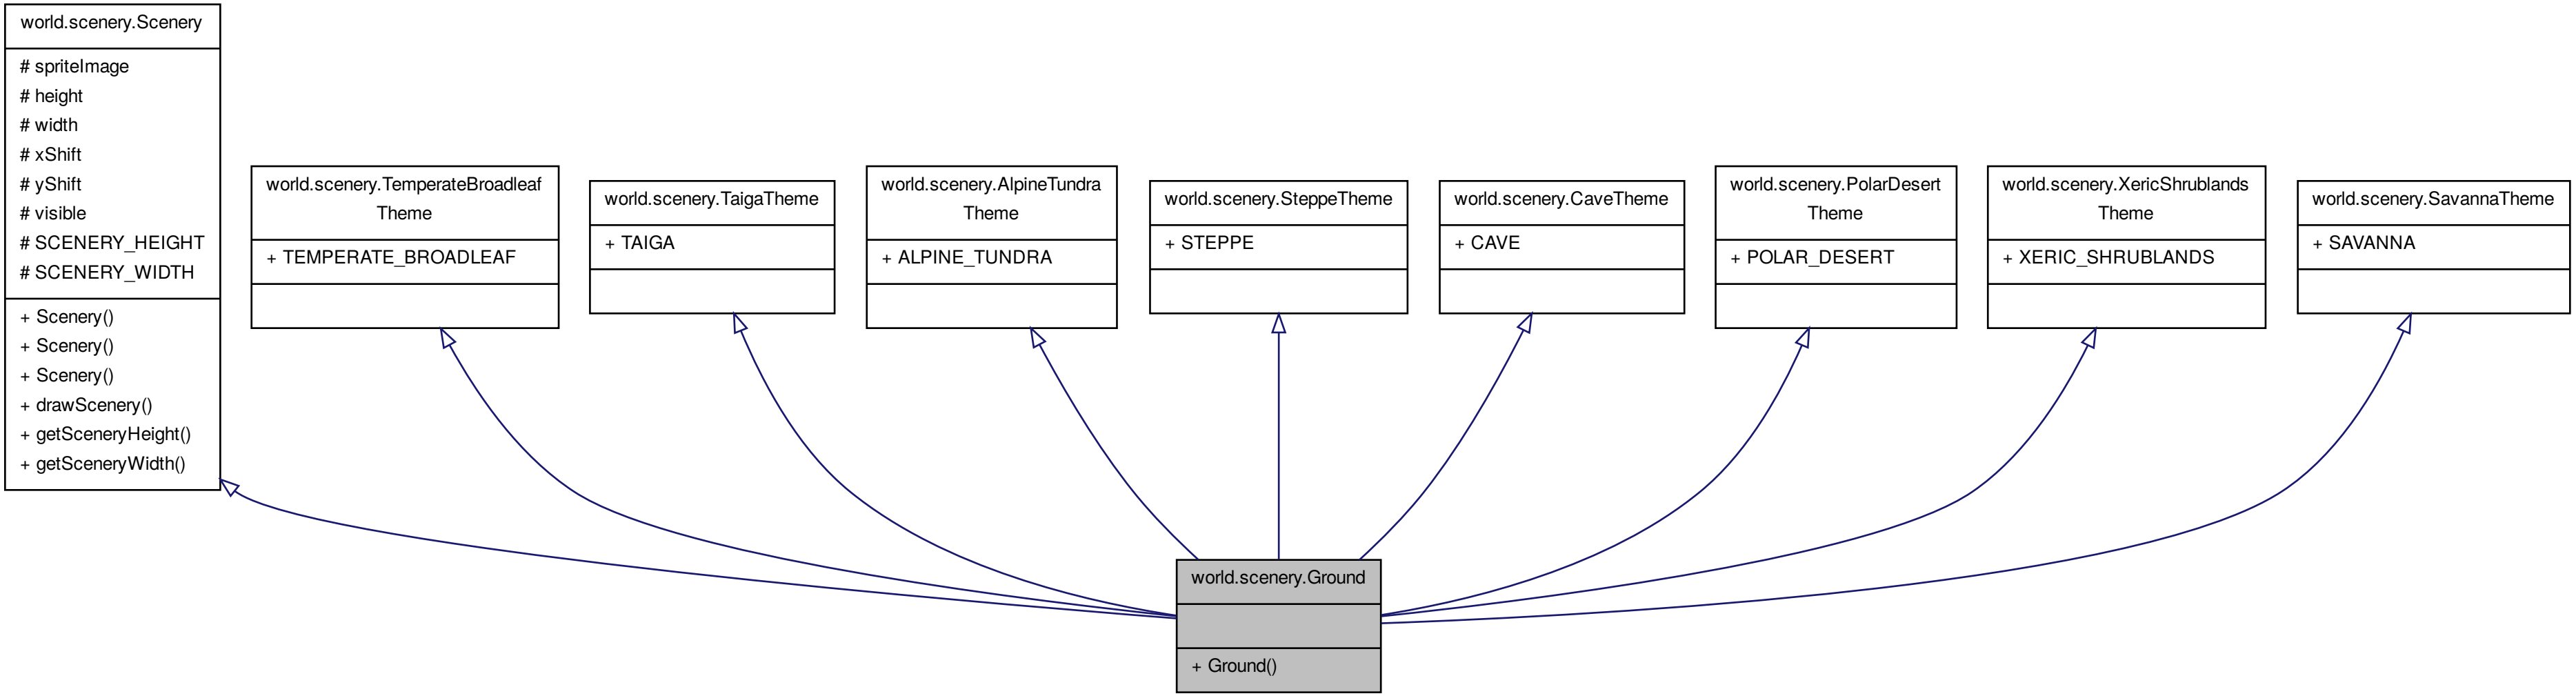 world.scenery.Scenery
# spriteImage
# height
# width
# xShift
# yShift
# visible
# SCENERY_HEIGHT
# SCENERY_WIDTH
+ Scenery()
+ Scenery()
+ Scenery()
+ drawScenery()
+ getSceneryHeight()
+ getSceneryWidth()
world.scenery.TemperateBroadleaf
Theme
+ TEMPERATE_BROADLEAF
world.scenery.TaigaTheme
+ TAIGA
world.scenery.AlpineTundra
Theme
+ ALPINE_TUNDRA
world.scenery.SteppeTheme
+ STEPPE
world.scenery.CaveTheme
+ CAVE
world.scenery.PolarDesert
Theme
+ POLAR_DESERT
world.scenery.XericShrublands
Theme
+ XERIC_SHRUBLANDS
world.scenery.SavannaTheme
+ SAVANNA
world.scenery.Ground
+ Ground()